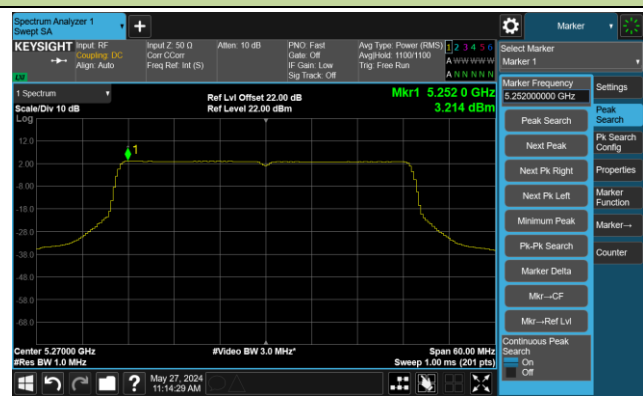 Spectrum Analyzer 1
Swept SA
Marker
KEYSIGHT
Input: RF
Coupling: DC
Align: Auto
Input Z: 50 Ω
Corr CCorr
Freq Ref: Int (S)
Atten: 10 dB
PNO: Fast
Gate: Off
IF Gain: Low
Sig Track: Off
Avg Type: Power (RMS)
Avg|Hold: 1100/1100
Trig: Free Run
1 2 3 4 5 6
A W W W W W
A N N N N N
Select Marker
Marker 1
1 Spectrum
Scale/Div 10 dB
Log
Ref Lvl Offset 22.00 dB
Ref Level 22.00 dBm
Mkr1 5.252 0 GHz
3.214 dBm
1
12.0
2.00
-8.00
-18.0
-28.0
-38.0
-48.0
-58.0
-68.0
Center 5.27000 GHz
#Res BW 1.0 MHz
#Video BW 3.0 MHz*
Span 60.00 MHz
Sweep 1.00 ms (201 pts)
Marker Frequency
5.252000000 GHz
Peak Search
Next Peak
Next Pk Right
Next Pk Left
Minimum Peak
Pk-Pk Search
Marker Delta
Mkr→CF
Mkr→Ref Lvl
Continuous Peak
Search
On
Off
Settings
Peak
Search
Pk Search
Config
Properties
Marker
Function
Marker→
Counter
May 27, 2024
11:14:29 AM